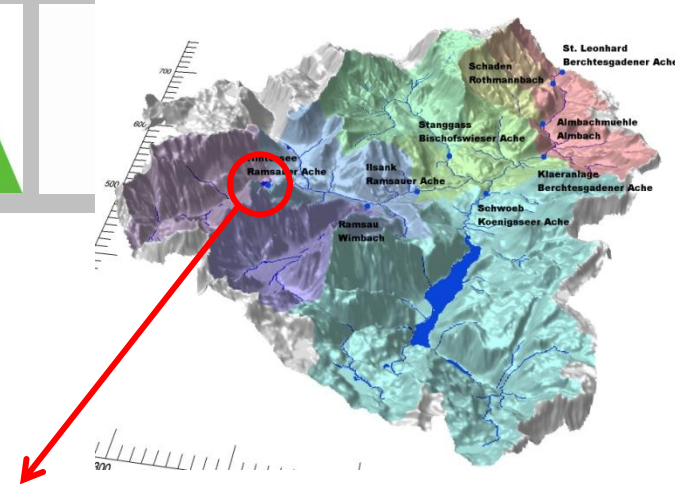 St. Leonhard
Berchtesgadener Ache
Schaden
Rothmannbach
700
Stanggass
Bischofswieser Ache
Almbachmuehle
Almbach
600
Ramsauer Ache
Ilsank
Ramsauer Ache
Klaeranlage
Berchtesgadener Ache
500
Schwoeb
Koenigsseer Ache
Ramsau
Wimbach